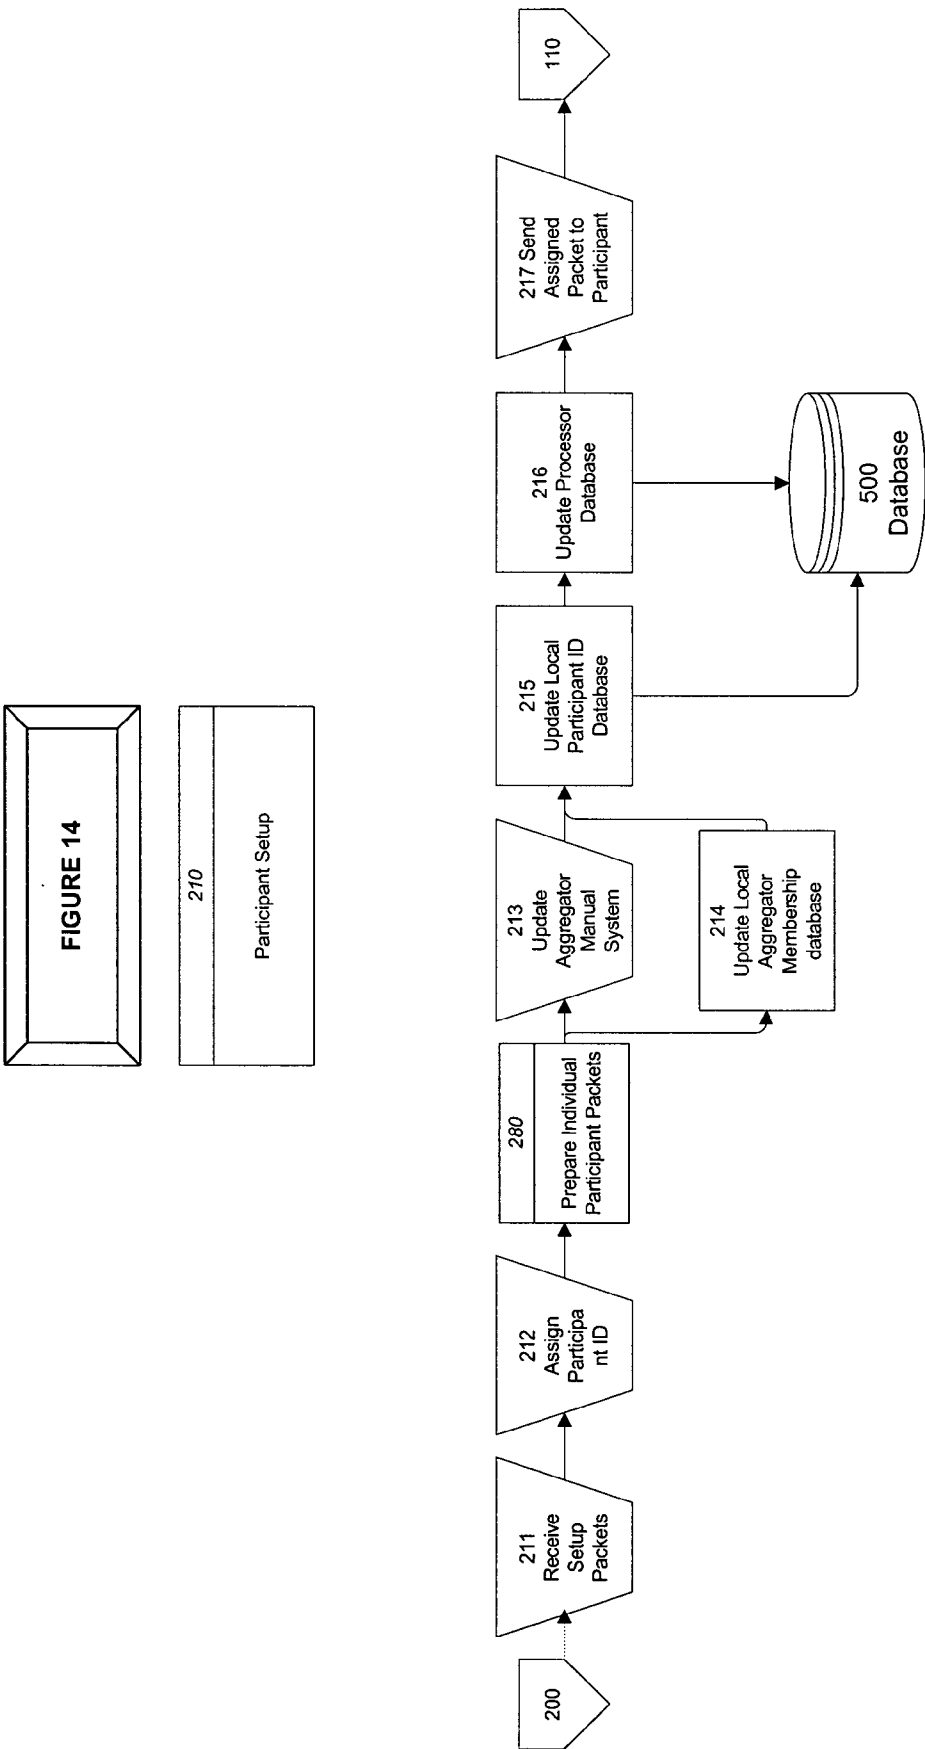 FIGURE 14
210
Participant Setup
200
211
Receive
Setup
Packets
212
Assign
Participa
nt ID
280
Prepare Individual
Participant Packets
213
Update
Aggregator
Manual
System
214
Update Local
Aggregator
Membership
database
215
Update Local
Participant ID
Database
216
Update Processor
Database
500
Database
217 Send
Assigned
Packet to
Participant
110